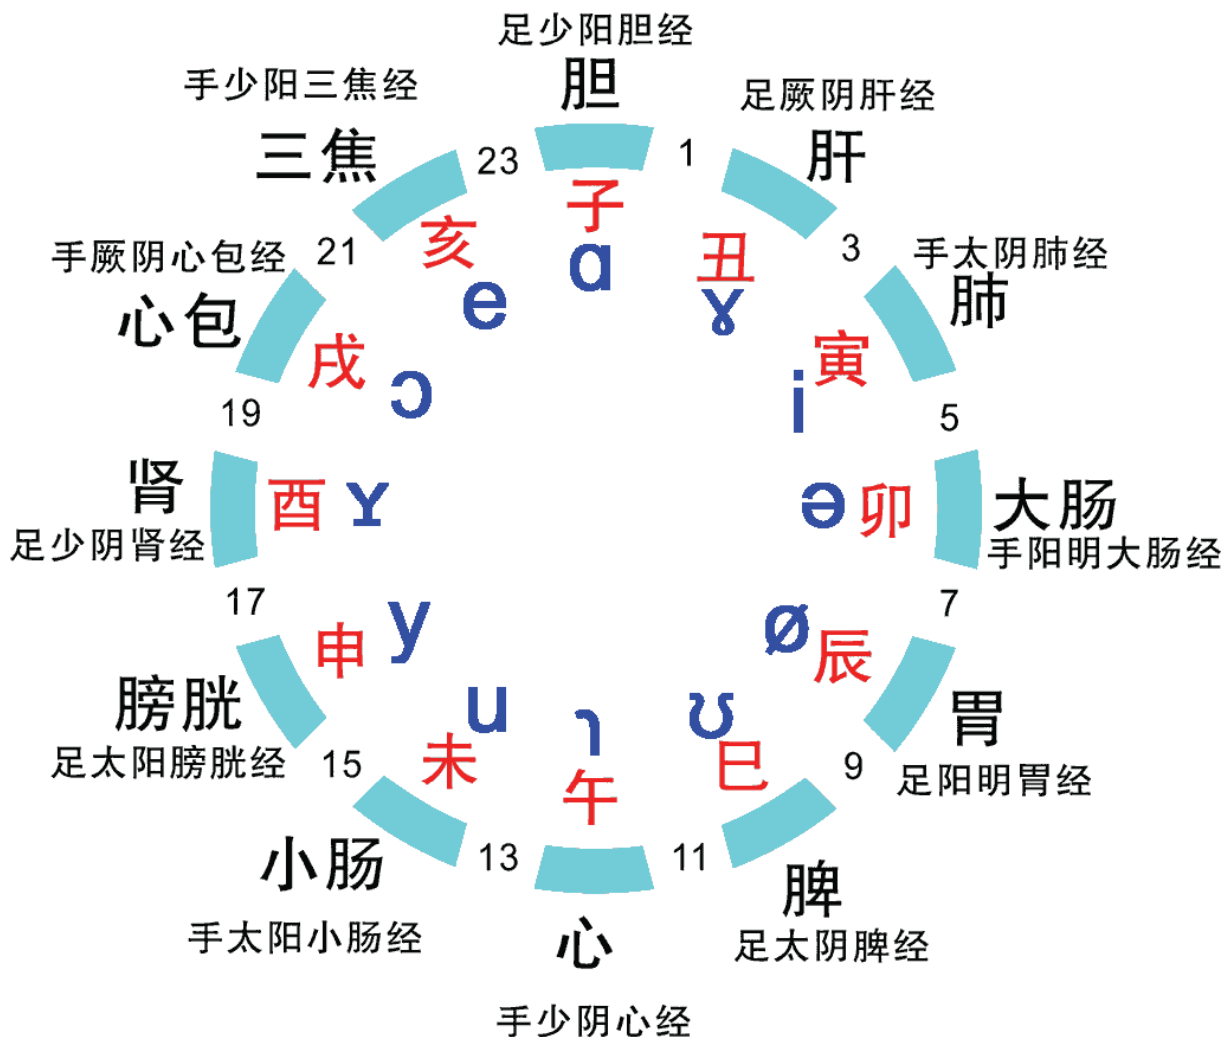 足少阳胆经
胆
子
ɑ
1
足厥阴肝经
肝
丑
ɤ
3
手太阴肺经
肺
寅
i
5
大肠
手阳明大肠经
卯
ə
7
胃
足阳明胃经
辰
ø
9
脾
足太阴脾经
巳
ʊ
11
心
手少阴心经
午
ɿ
13
小肠
手太阳小肠经
未
u
15
膀胱
足太阳膀胱经
申
y
17
肾
足少阴肾经
酉
ʏ
19
手厥阴心包经
心包
戌
ɔ
21
手少阳三焦经
三焦
亥
e
23